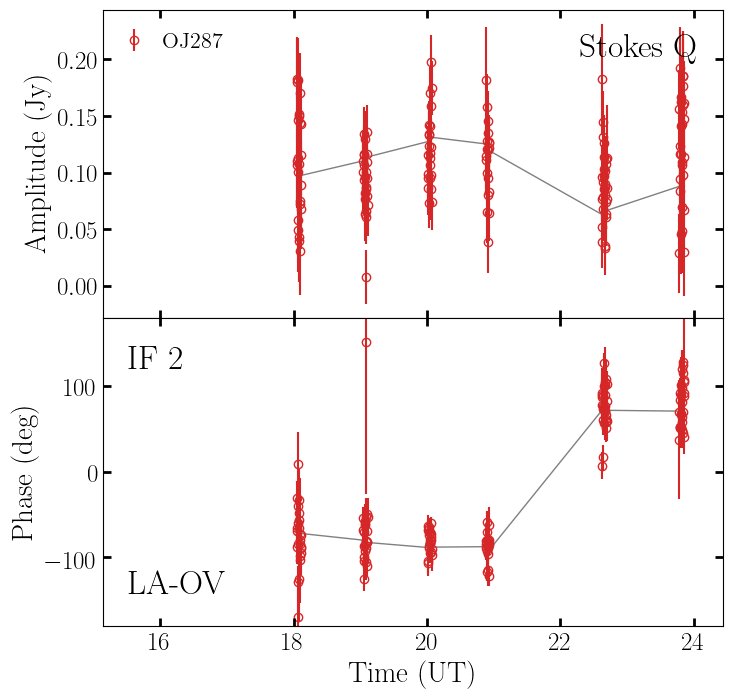 OJ287
Stokes Q
0.20
0.15
0.10
0.05
0.00
Amplitude (Jy)
IF 2
100
0
−100
Phase (deg)
LA-OV
16 18 20 22 24
Time (UT)